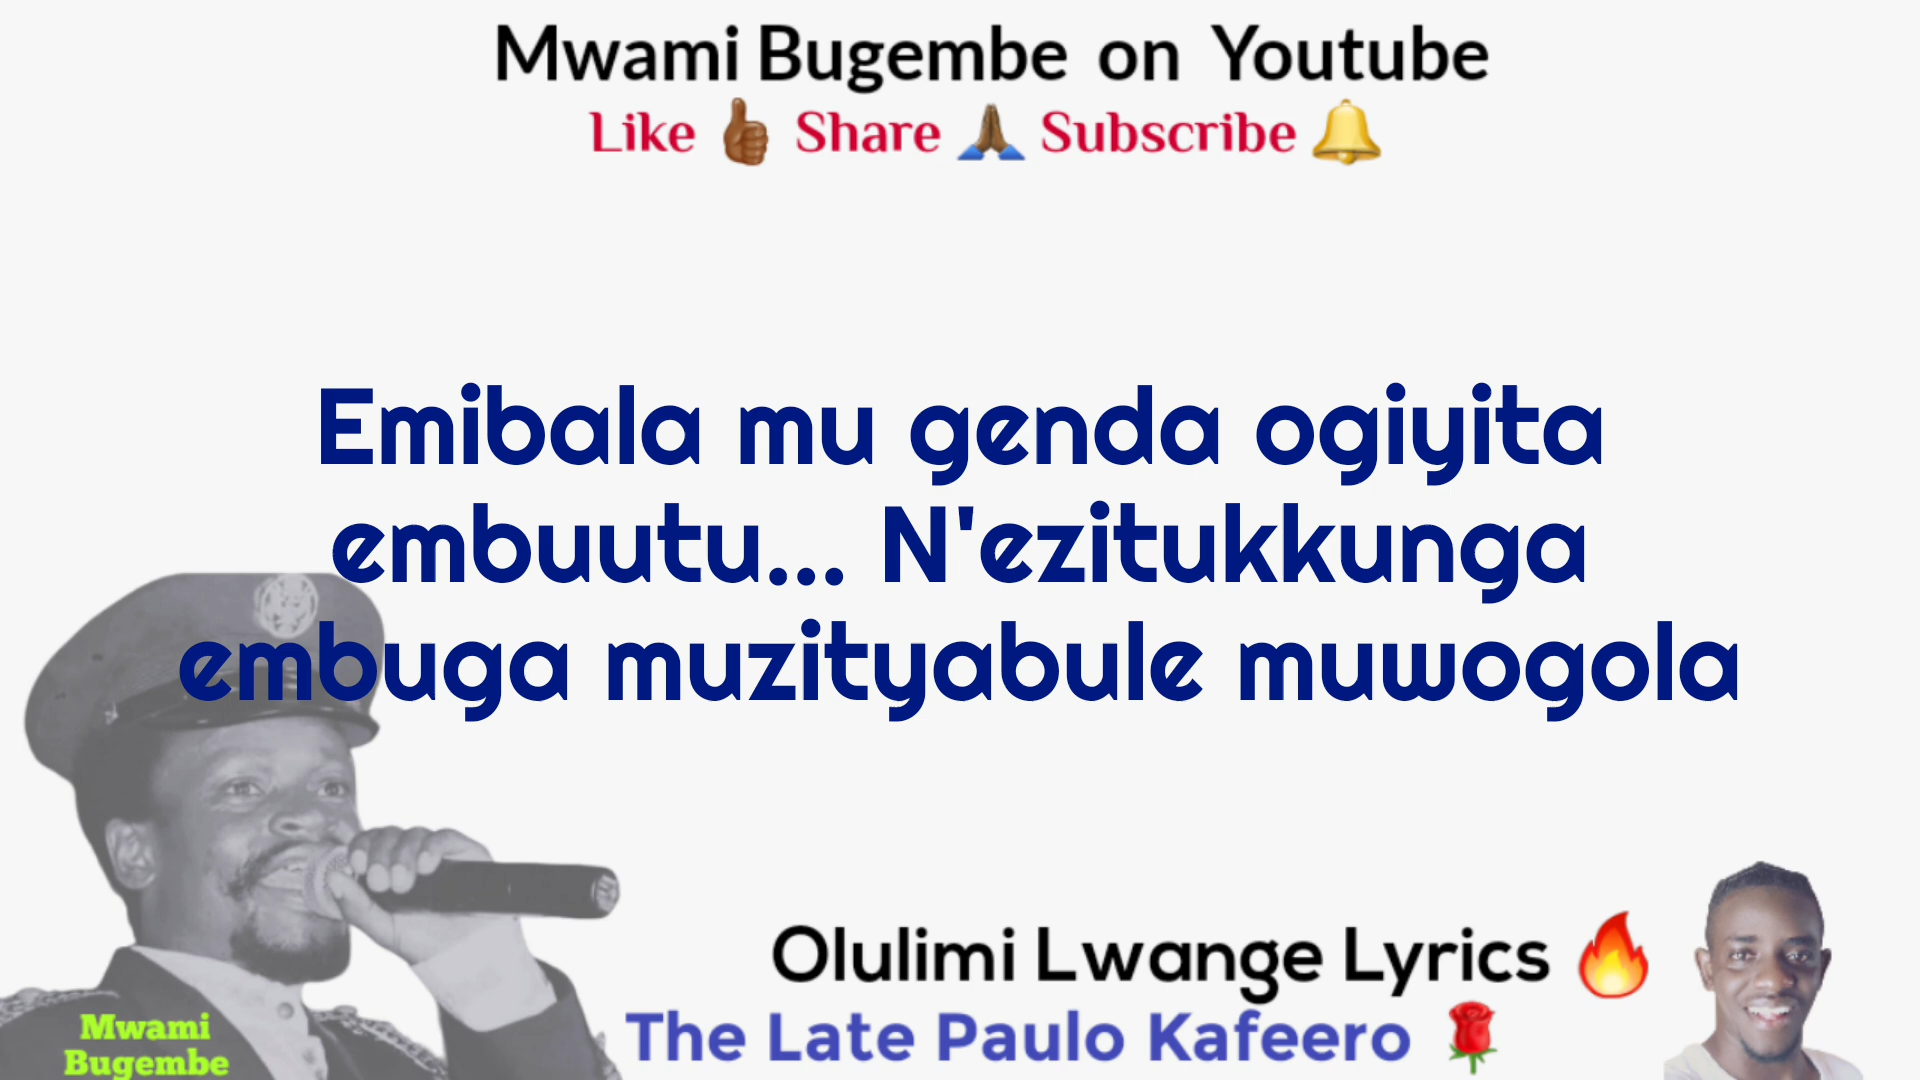 Mwami Bugembe on Youtube
Like 👍🏾 Share 🙏🏾 Subscribe 🔔
Emibala mu genda ogiyita
embuutu... N'ezitukkunga
embuga muzityabule muwogola
Olulimi Lwange Lyrics 🔥
The Late Paulo Kafeero 🌹
Mwami
Bugembe